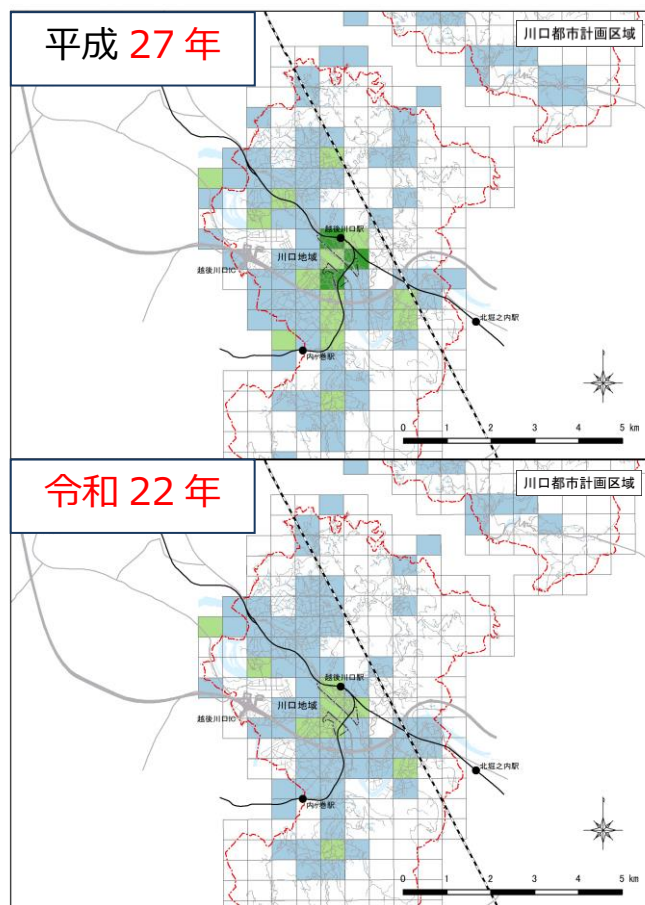 平成 27 年
川口都市計画区域
越後川口駅
川口地域
越後川口IC
北堀之内駅
内ヶ巻駅
0 1 2 3 4 5 km
令和 22 年
川口都市計画区域
越後川口駅
川口地域
越後川口IC
北堀之内駅
内ヶ巻駅
0 1 2 3 4 5 km